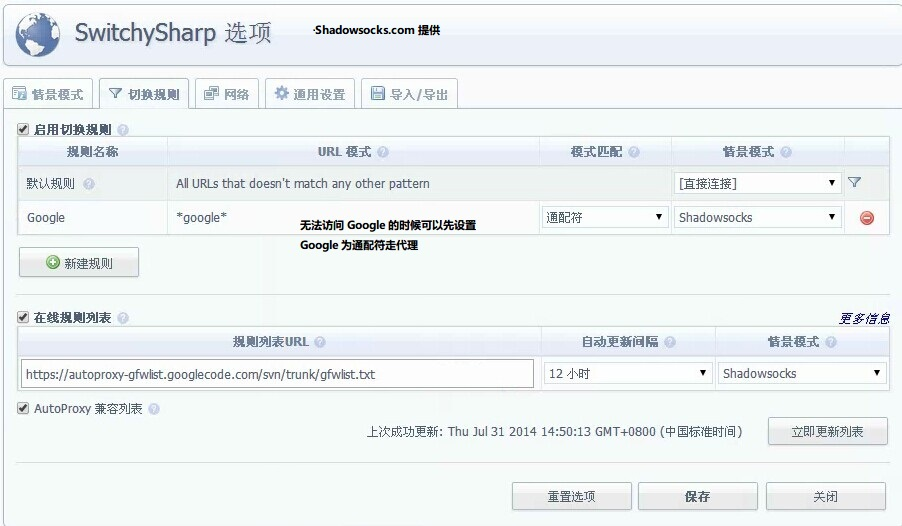 SwitchySharp 选项
·Shadowsocks.com 提供
情景模式
切换规则
网络
通用设置
导入/导出
启用切换规则
规则名称 URL 模式 模式匹配 情景模式
默认规则 All URLs that doesn't match any other pattern [直接连接]
Google *google* 通配符 Shadowsocks
无法访问 Google 的时候可以先设置
Google 为通配符走代理
新建规则
在线规则列表
更多信息
规则列表URL 自动更新间隔 情景模式
https://autoproxy-gfwlist.googlecode.com/svn/trunk/gfwlist.txt 12 小时 Shadowsocks
AutoProxy 兼容列表
上次成功更新: Thu Jul 31 2014 14:50:13 GMT+0800 (中国标准时间)
立即更新列表
重置选项
保存
关闭